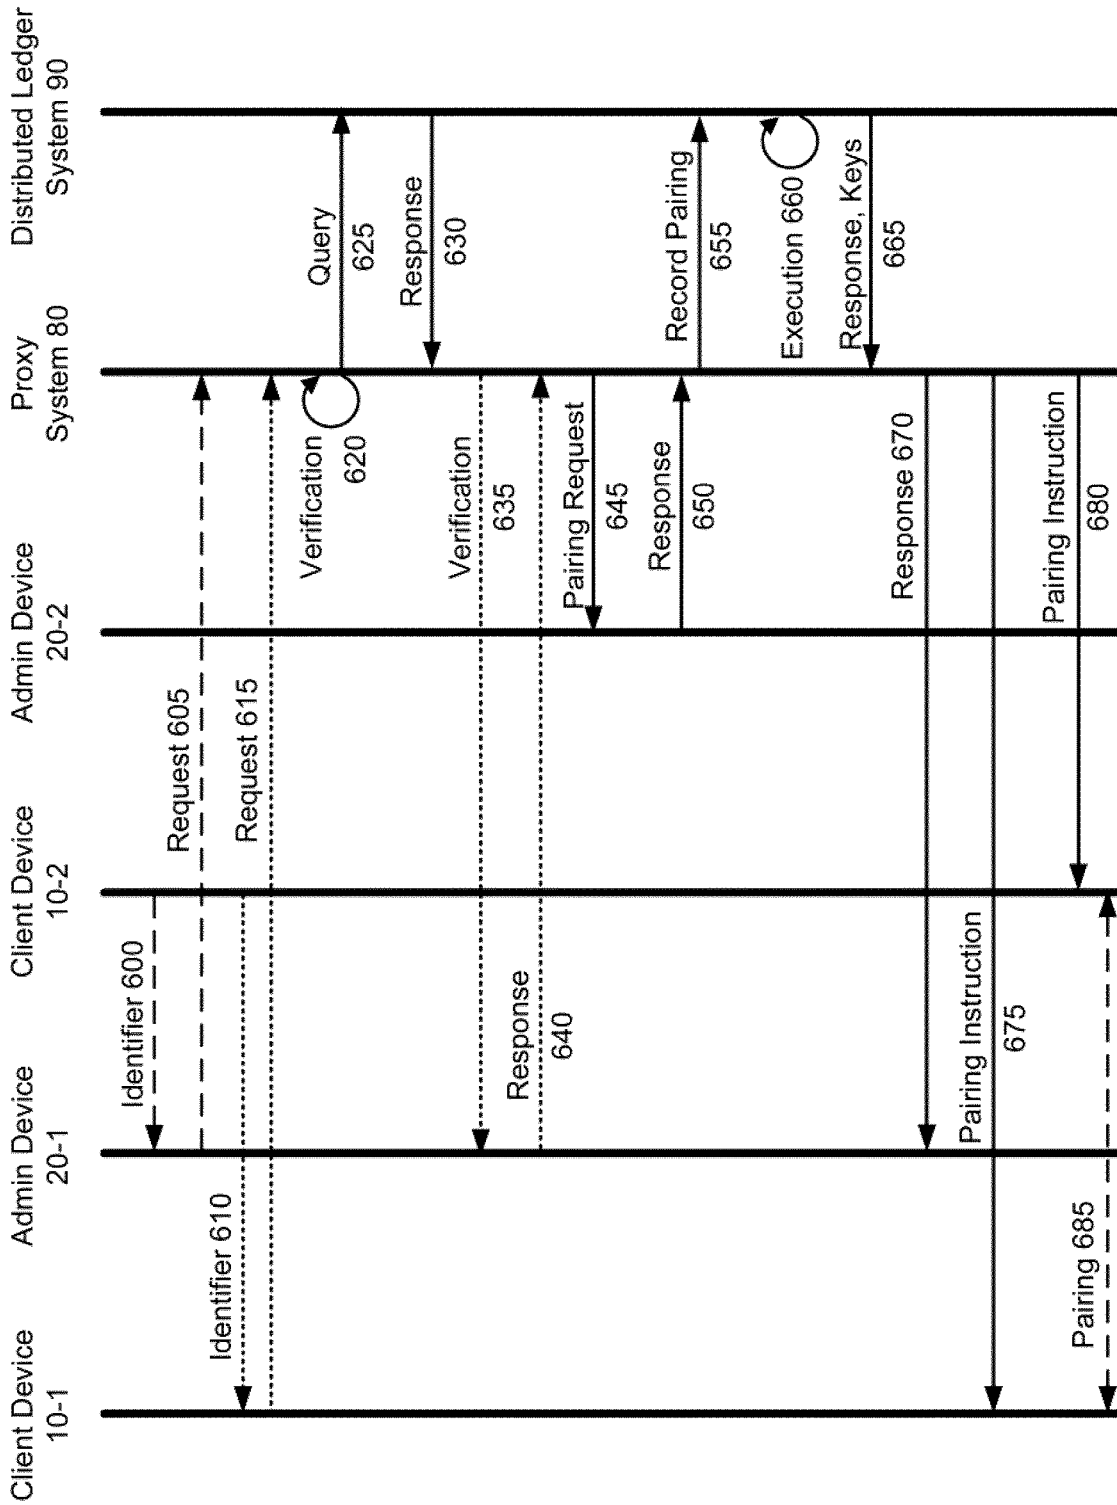 Client Device
10-1
Admin Device
20-1
Client Device
10-2
Admin Device
20-2
Proxy
System 80
Distributed Ledger
System 90
Identifier 600
Request 605
Identifier 610
Request 615
Verification
620
Query
625
Response
630
Verification
635
Response
640
Pairing Request
645
Response
650
Record Pairing
655
Execution 660
Response, Keys
665
Response 670
Pairing Instruction
675
Pairing Instruction
680
Pairing 685